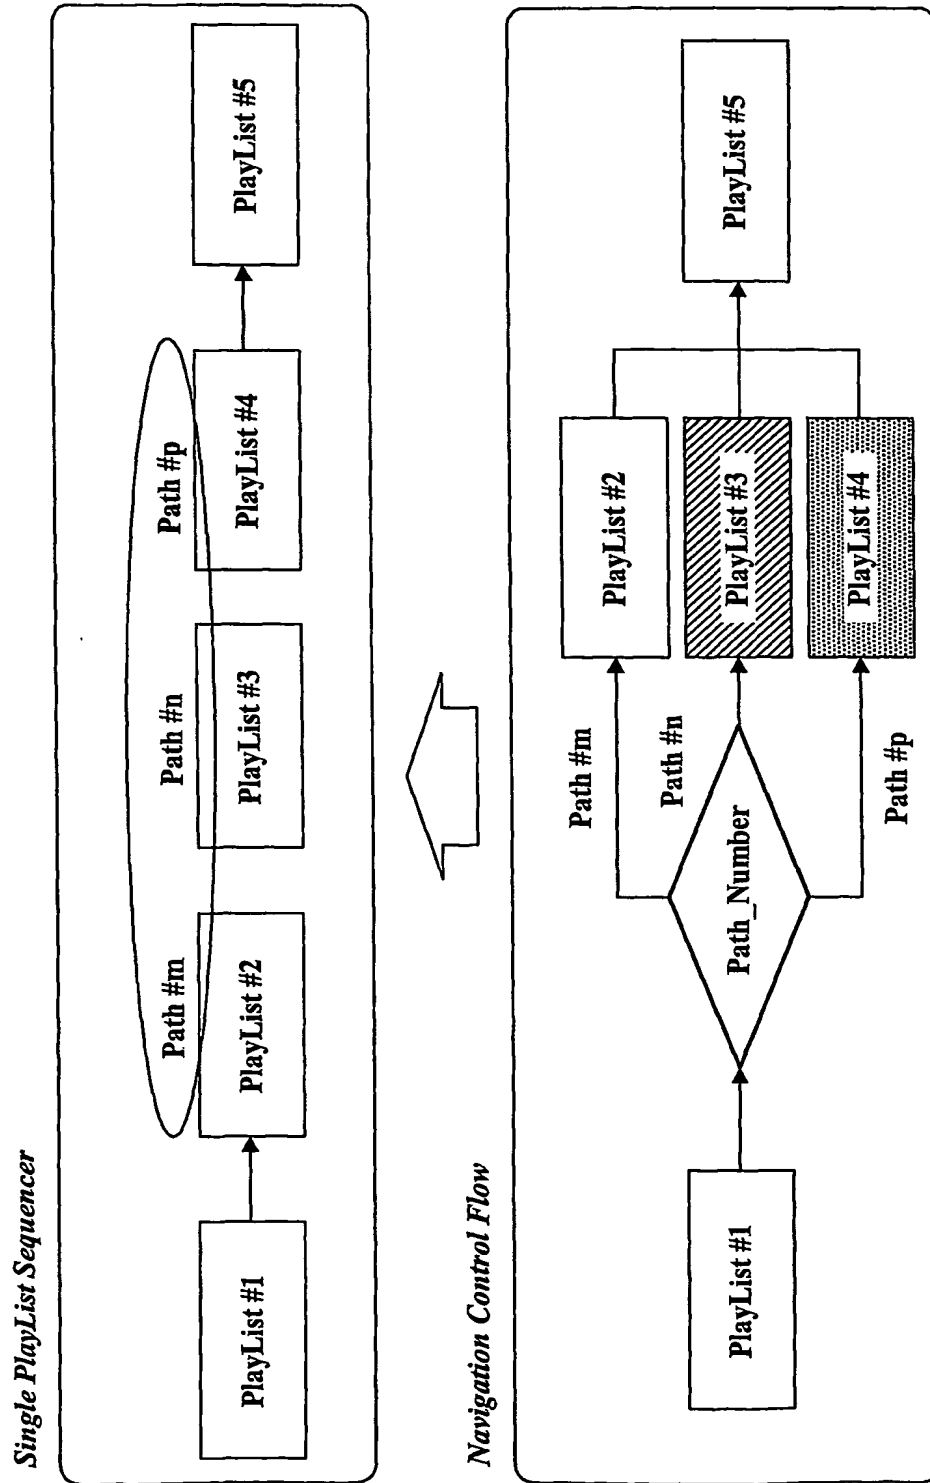 Single PlayList Sequencer
Path #m
Path #n
Path #p
PlayList #1
PlayList #2
PlayList #3
PlayList #4
PlayList #5
Navigation Control Flow
PlayList #1
Path_Number
Path #m
Path #n
Path #p
PlayList #2
PlayList #3
PlayList #4
PlayList #5